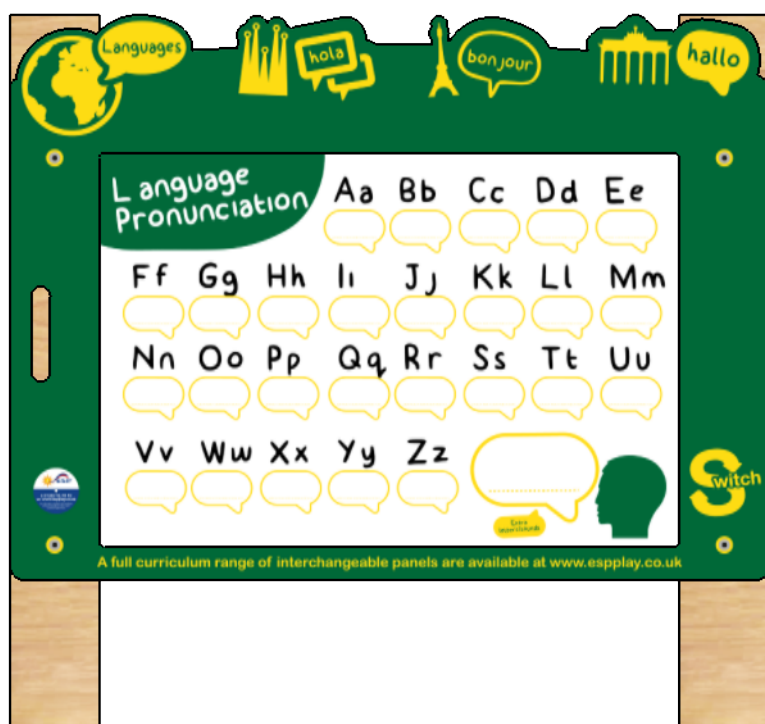 Languages
hola
bonjour
hallo
Language
Pronunciation
Aa Bb Cc Dd Ee
Ff Gg Hh Iı Jj Kk Ll Mm
Nn Oo Pp Qq Rr Ss Tt Uu
Vv Ww Xx Yy Zz
Extra
Switch
A full curriculum range of interchangeable panels are available at www.espplay.co.uk